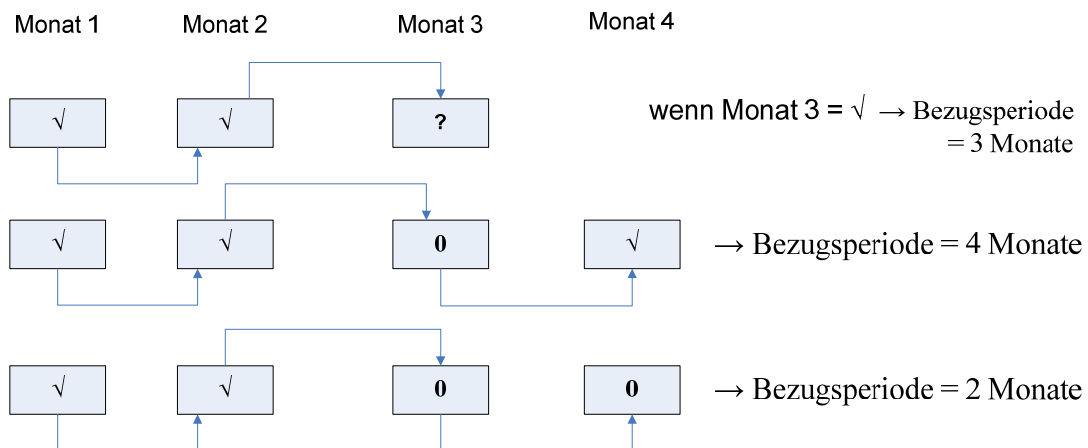 Monat 1 Monat 2 Monat 3 Monat 4
√ √ ? wenn Monat 3 = √ → Bezugsperiode
= 3 Monate
√ √ 0 √ → Bezugsperiode = 4 Monate
√ √ 0 0 → Bezugsperiode = 2 Monate